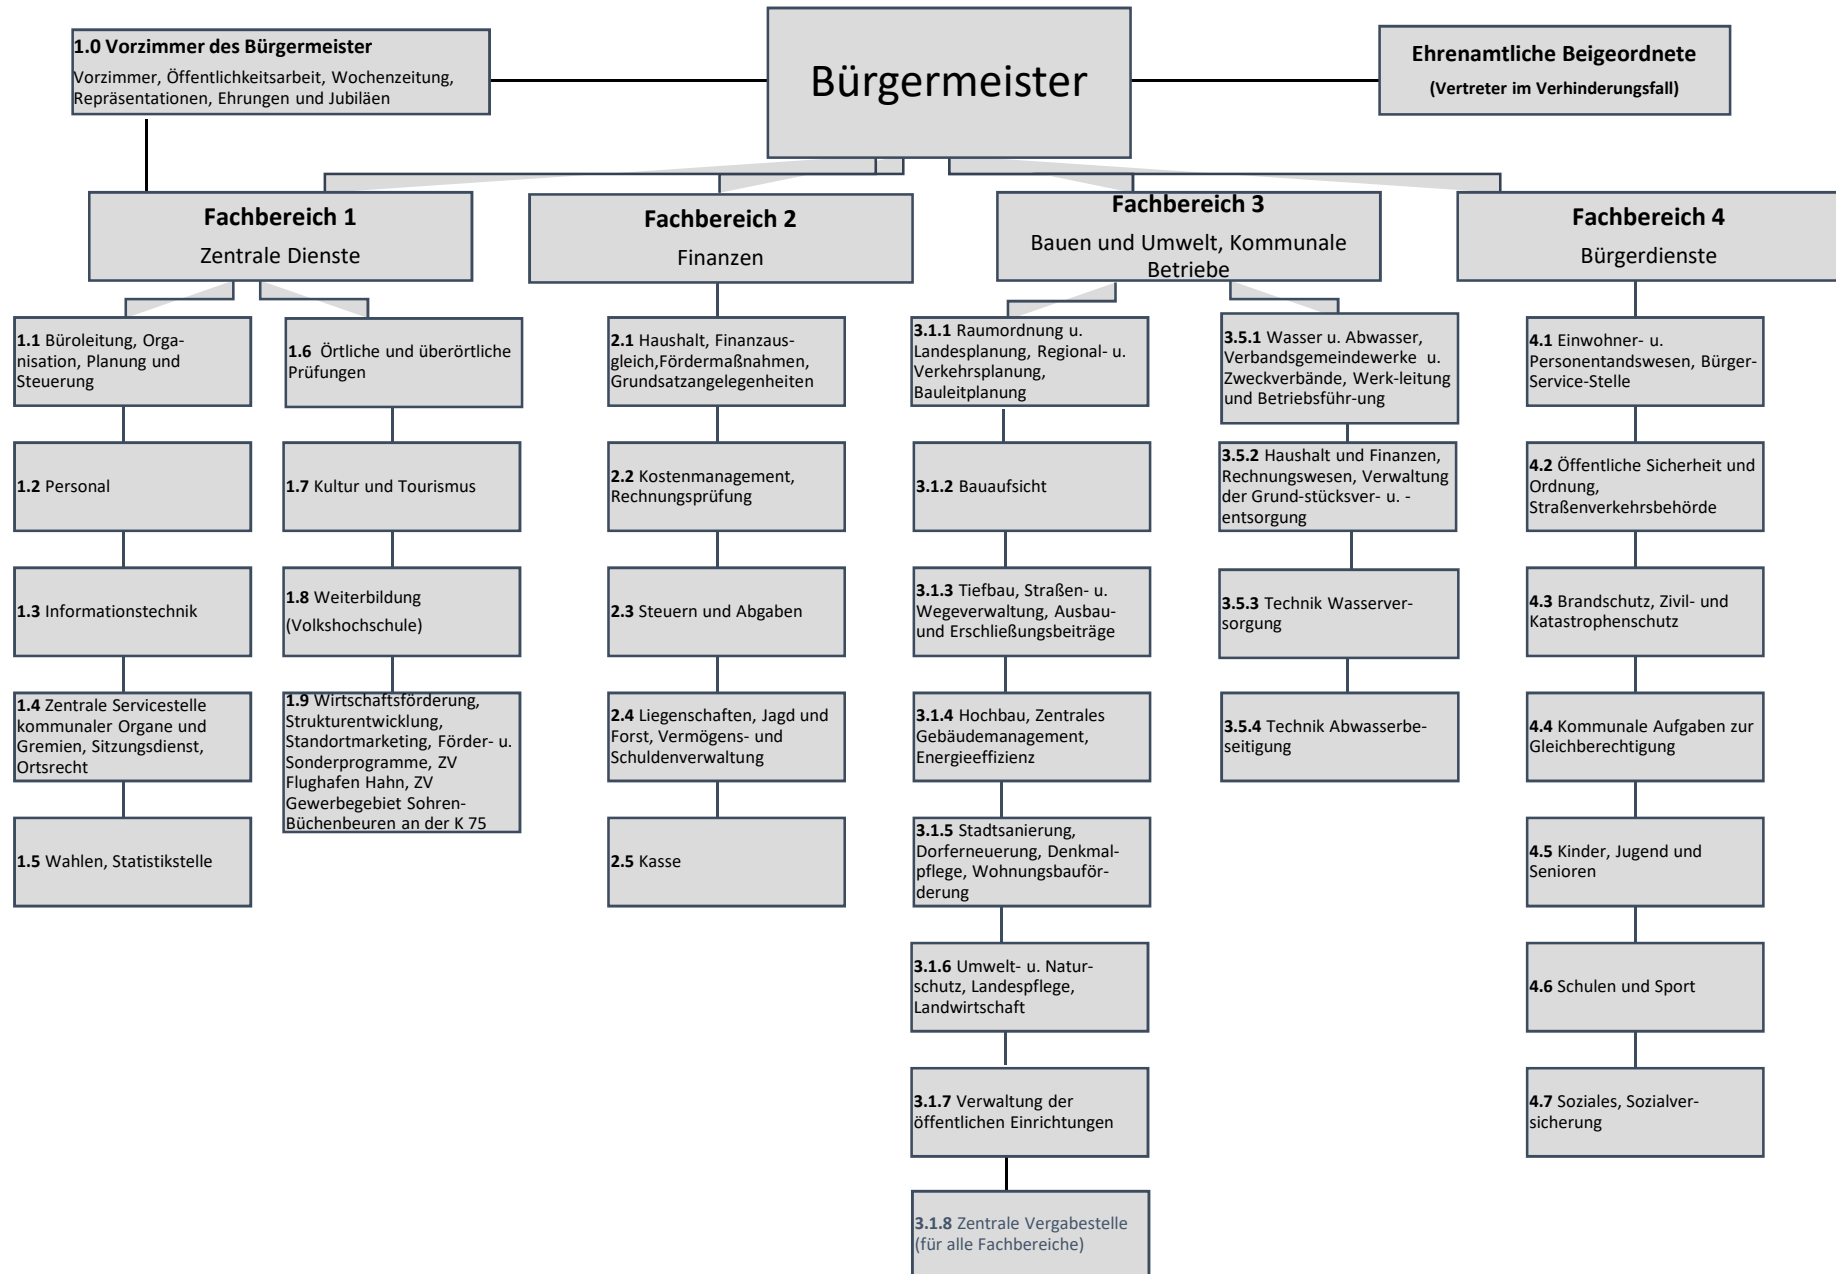 1.0 Vorzimmer des Bürgermeister
Vorzimmer, Öffentlichkeitsarbeit, Wochenzeitung,
Repräsentationen, Ehrungen und Jubiläen
Bürgermeister
Ehrenamtliche Beigeordnete
(Vertreter im Verhinderungsfall)
Fachbereich 1
Zentrale Dienste
Fachbereich 2
Finanzen
Fachbereich 3
Bauen und Umwelt, Kommunale
Betriebe
Fachbereich 4
Bürgerdienste
1.1 Büroleitung, Orga-
nisation, Planung und
Steuerung
1.2 Personal
1.3 Informationstechnik
1.4 Zentrale Servicestelle
kommunaler Organe und
Gremien, Sitzungsdienst,
Ortsrecht
1.5 Wahlen, Statistikstelle
1.6 Örtliche und überörtliche
Prüfungen
1.7 Kultur und Tourismus
1.8 Weiterbildung
(Volkshochschule)
1.9 Wirtschaftsförderung,
Strukturentwicklung,
Standortmarketing, Förder- u.
Sonderprogramme, ZV
Flughafen Hahn, ZV
Gewerbegebiet Sohren-
Büchenbeuren an der K 75
2.1 Haushalt, Finanzaus-
gleich,Fördermaßnahmen,
Grundsatzangelegenheiten
2.2 Kostenmanagement,
Rechnungsprüfung
2.3 Steuern und Abgaben
2.4 Liegenschaften, Jagd und
Forst, Vermögens- und
Schuldenverwaltung
2.5 Kasse
3.1.1 Raumordnung u.
Landesplanung, Regional- u.
Verkehrsplanung,
Bauleitplanung
3.1.2 Bauaufsicht
3.1.3 Tiefbau, Straßen- u.
Wegeverwaltung, Ausbau-
und Erschließungsbeiträge
3.1.4 Hochbau, Zentrales
Gebäudemanagement,
Energieeffizienz
3.1.5 Stadtsanierung,
Dorferneuerung, Denkmal-
pflege, Wohnungsbauför-
derung
3.1.6 Umwelt- u. Natur-
schutz, Landespflege,
Landwirtschaft
3.1.7 Verwaltung der
öffentlichen Einrichtungen
3.1.8 Zentrale Vergabestelle
(für alle Fachbereiche)
3.5.1 Wasser u. Abwasser,
Verbandsgemeindewerke u.
Zweckverbände, Werk-leitung
und Betriebsführ-ung
3.5.2 Haushalt und Finanzen,
Rechnungswesen, Verwaltung
der Grund-stücksver- u. -
entsorgung
3.5.3 Technik Wasserver-
sorgung
3.5.4 Technik Abwasserbe-
seitigung
4.1 Einwohner- u.
Personentandswesen, Bürger-
Service-Stelle
4.2 Öffentliche Sicherheit und
Ordnung,
Straßenverkehrsbehörde
4.3 Brandschutz, Zivil- und
Katastrophenschutz
4.4 Kommunale Aufgaben zur
Gleichberechtigung
4.5 Kinder, Jugend und
Senioren
4.6 Schulen und Sport
4.7 Soziales, Sozialver-
sicherung